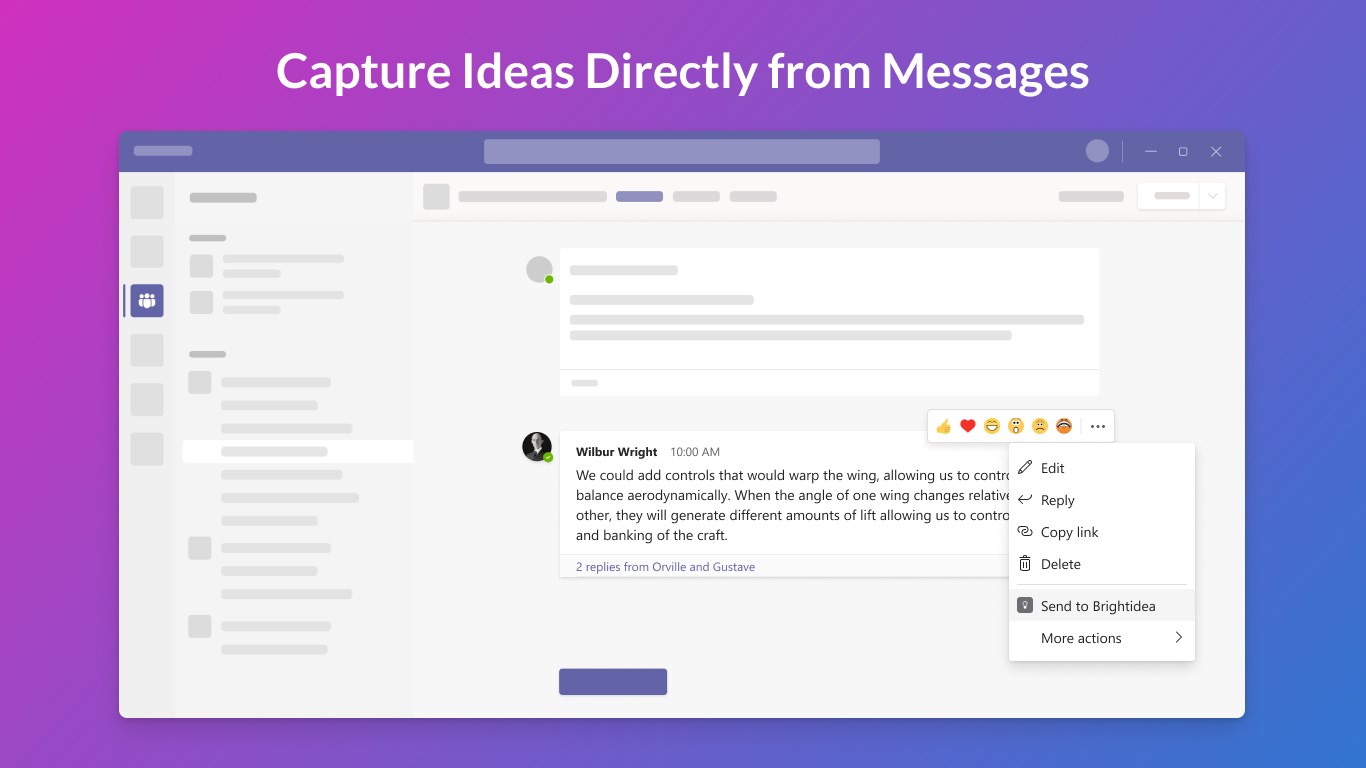 Capture Ideas Directly from Messages
Wilbur Wright 10:00 AM
We could add controls that would warp the wing, allowing us to contro
balance aerodynamically. When the angle of one wing changes relative
other, they will generate different amounts of lift allowing us to contro
and banking of the craft.
2 replies from Orville and Gustave
Edit
Reply
Copy link
Delete
Send to Brightidea
More actions